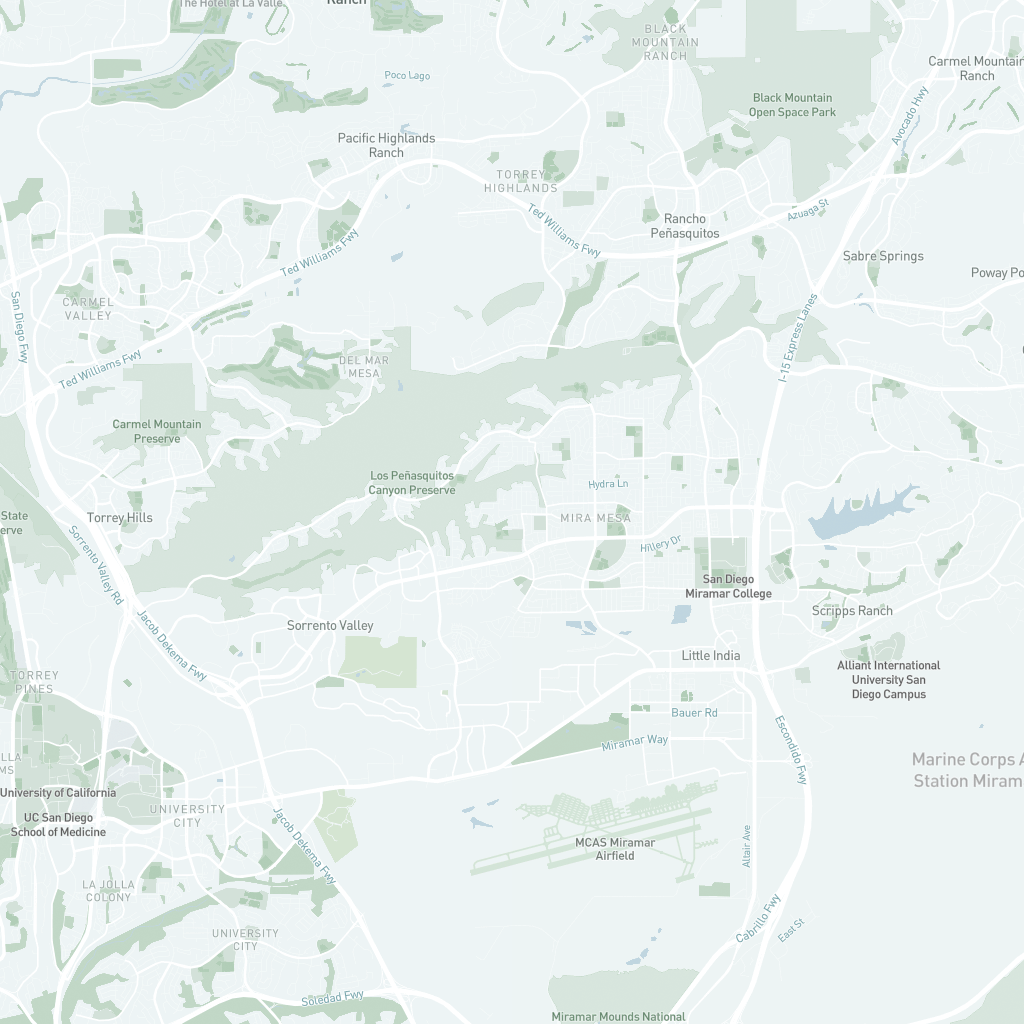 The Hotel at La Valle
Ranch
BLACK
MOUNTAIN
RANCH
Poco Lago
Carmel Mountain
Ranch
Black Mountain
Open Space Park
Avocado Hwy
Pacific Highlands
Ranch
TORREY
HIGHLANDS
Azuaga St
Ted Williams Fwy
Rancho
Peñasquitos
Ted Williams Fwy
Sabre Springs
Poway Po
San Diego Fwy
CARMEL
VALLEY
I-15 Express Lanes
Ted Williams Fwy
DEL MAR
MESA
Carmel Mountain
Preserve
Los Peñasquitos
Canyon Preserve
Hydra Ln
State
erve
Torrey Hills
MIRA MESA
Hillery Dr
Sorrento Valley Rd
San Diego
Miramar College
Scripps Ranch
Sorrento Valley
Jacob Dekema Fwy
Little India
Alliant International
University San
Diego Campus
TORREY
PINES
Bauer Rd
Miramar Way
Escondido Fwy
LLA
MS
Marine Corps A
Station Miram
University of California
UC San Diego
School of Medicine
UNIVERSITY
CITY
Jacob Dekema Fwy
MCAS Miramar
Airfield
Altair Ave
LA JOLLA
COLONY
UNIVERSITY
CITY
Cabrillo Fwy
East St
Soledad Fwy
Miramar Mounds National